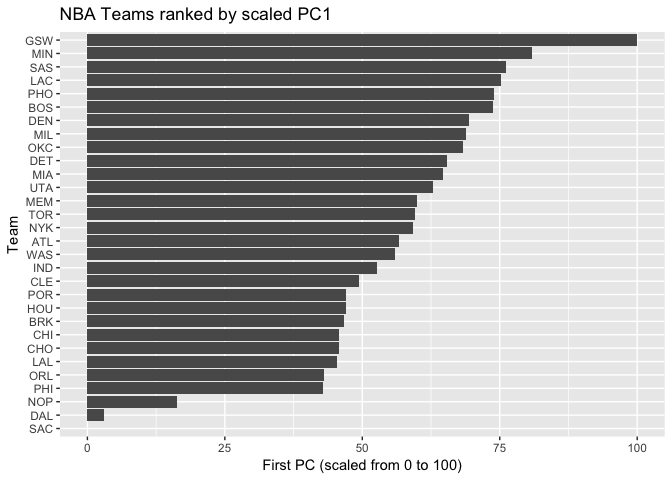 NBA Teams ranked by scaled PC1
GSW
MIN
SAS
LAC
PHO
BOS
DEN
MIL
OKC
DET
MIA
UTA
MEM
TOR
NYK
ATL
WAS
IND
CLE
POR
HOU
BRK
CHI
CHO
LAL
ORL
PHI
NOP
DAL
SAC
Team
0 25 50 75 100
First PC (scaled from 0 to 100)